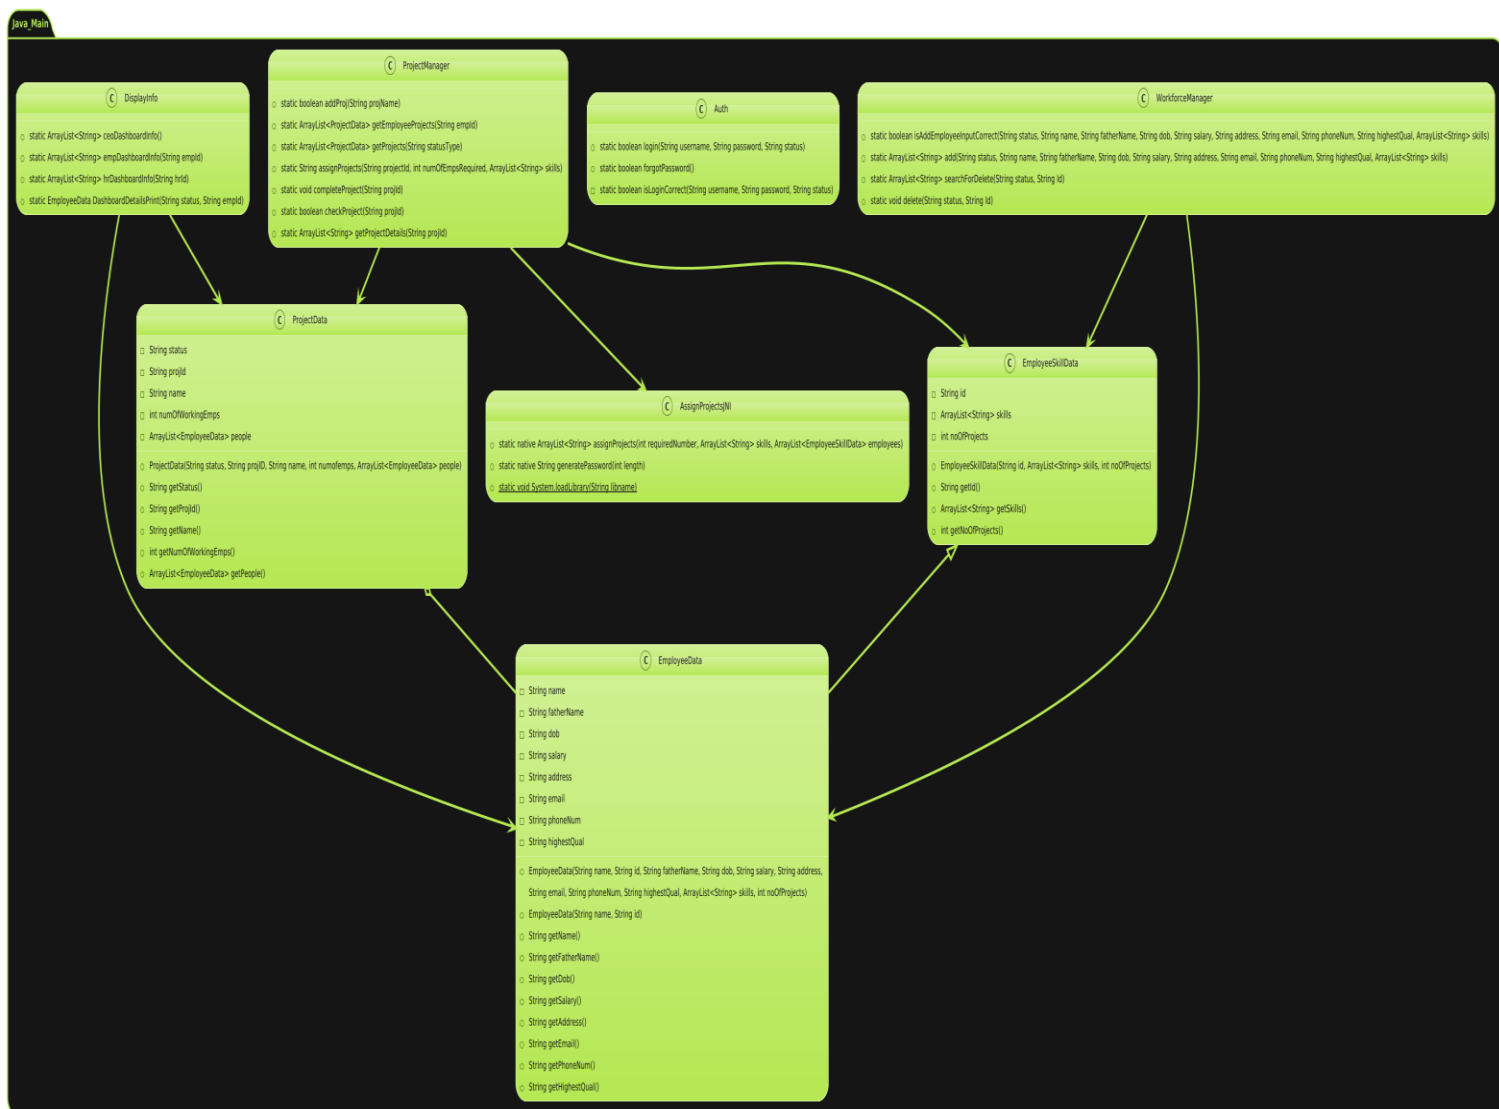 Java_Main
C DisplayInfo
static ArrayList<String> ceoDashboardInfo()
static ArrayList<String> empDashboardInfo(String empId)
static ArrayList<String> hrDashboardInfo(String hrId)
static EmployeeData DashboardDetailsPrint(String status, String empId)
C ProjectManager
static boolean addProj(String projName)
static ArrayList<ProjectData> getEmployeeProjects(String empId)
static ArrayList<ProjectData> getProjects(String statusType)
static String assignProjects(String projectId, int numOfEmpsRequired, ArrayList<String> skills)
static void completeProject(String projId)
static boolean checkProject(String projId)
static ArrayList<String> getProjectDetails(String projId)
C Auth
static boolean login(String username, String password, String status)
static boolean forgotPassword()
static boolean isLoginCorrect(String username, String password, String status)
C WorkforceManager
static boolean isAddEmployeeInputCorrect(String status, String name, String fatherName, String dob, String salary, String address, String email, String phoneNum, String highestQual, ArrayList<String> skills)
static ArrayList<String> add(String status, String name, String fatherName, String dob, String salary, String address, String email, String phoneNum, String highestQual, ArrayList<String> skills)
static ArrayList<String> searchForDelete(String status, String Id)
static void delete(String status, String Id)
C ProjectData
String status
String projId
String name
int numOfWorkingEmps
ArrayList<EmployeeData> people
ProjectData(String status, String projID, String name, int numofemps, ArrayList<EmployeeData> people)
String getStatus()
String getProjId()
String getName()
int getNumOfWorkingEmps()
ArrayList<EmployeeData> getPeople()
C AssignProjectsJNI
static native ArrayList<String> assignProjects(int requiredNumber, ArrayList<String> skills, ArrayList<EmployeeSkillData> employees)
static native String generatePassword(int length)
static void System.loadLibrary(String libname)
C EmployeeSkillData
String id
ArrayList<String> skills
int noOfProjects
EmployeeSkillData(String id, ArrayList<String> skills, int noOfProjects)
String getId()
ArrayList<String> getSkills()
int getNoOfProjects()
C EmployeeData
String name
String fatherName
String dob
String salary
String address
String email
String phoneNum
String highestQual
EmployeeData(String name, String id, String fatherName, String dob, String salary, String address,
String email, String phoneNum, String highestQual, ArrayList<String> skills, int noOfProjects)
EmployeeData(String name, String id)
String getName()
String getFatherName()
String getDob()
String getSalary()
String getAddress()
String getEmail()
String getPhoneNum()
String getHighestQual()